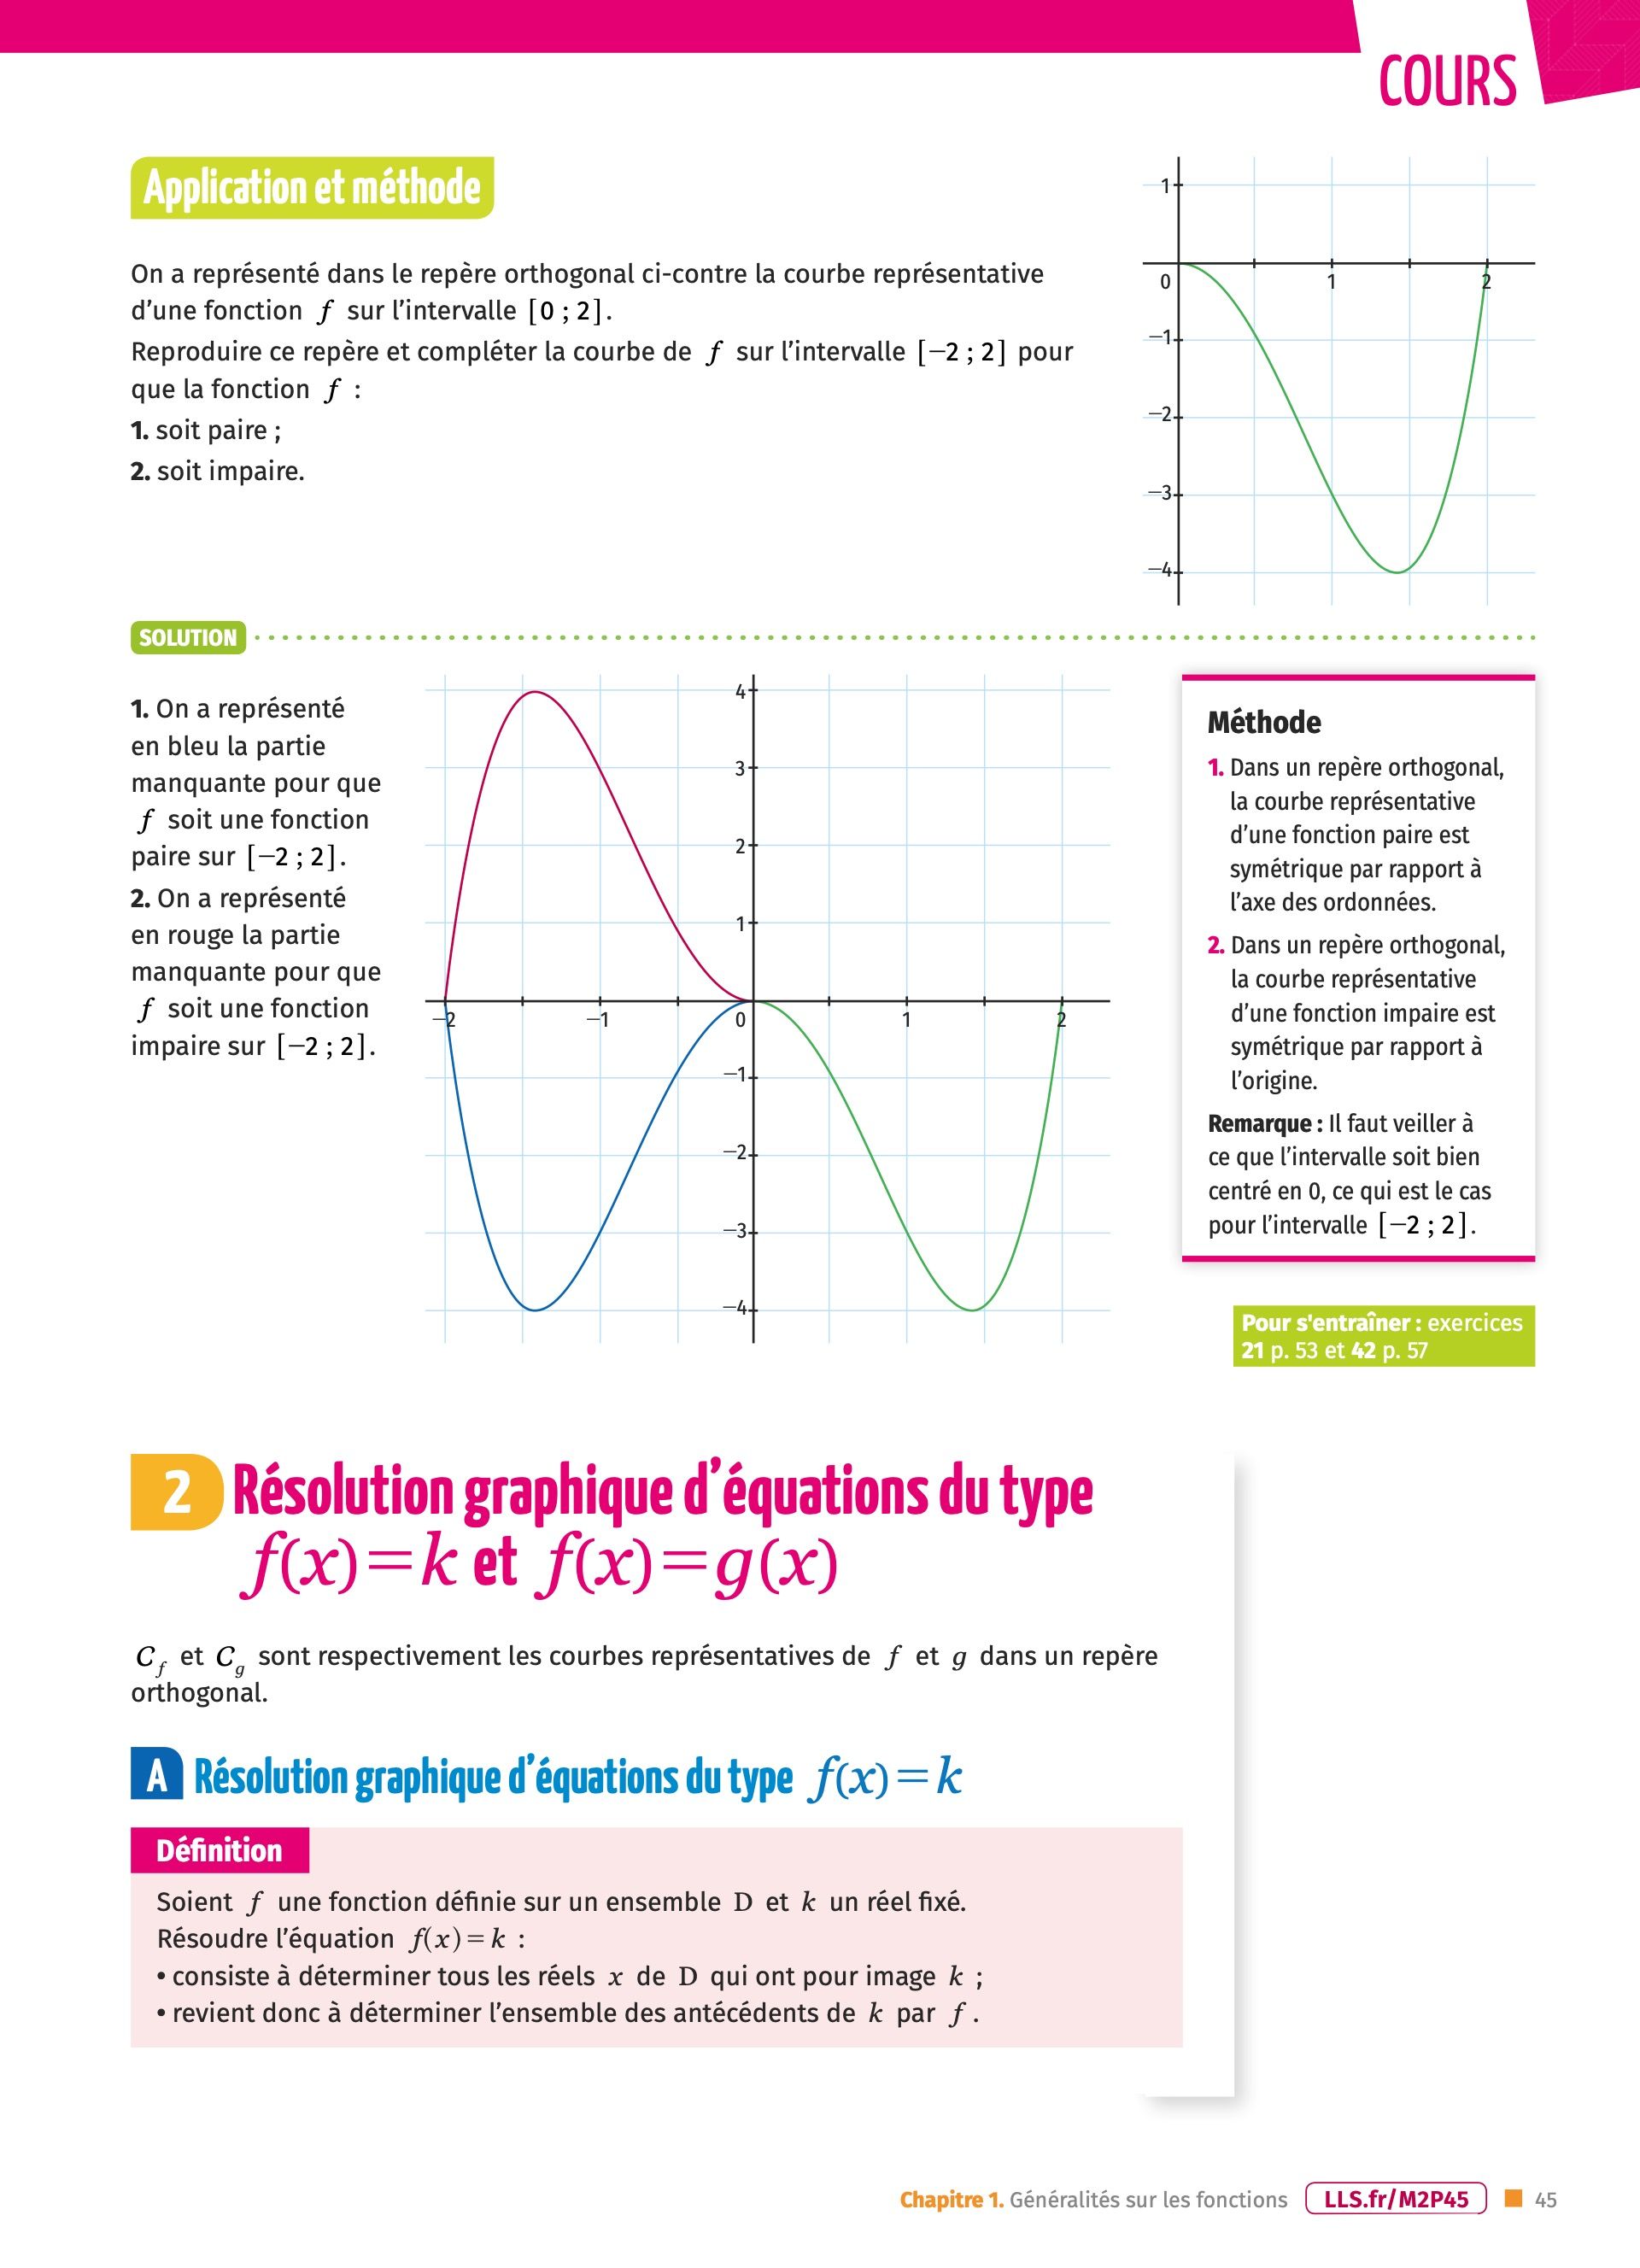 COURS
Application et méthode
On a représenté dans le repère orthogonal ci-contre la courbe représentative
d’une fonction f sur l’intervalle [0 ; 2].
Reproduire ce repère et compléter la courbe de f sur l’intervalle [−2 ; 2] pour
que la fonction f :
1. soit paire ;
2. soit impaire.
1
0
1
2
−1
−2
−3
−4
SOLUTION
1. On a représenté
en bleu la partie
manquante pour que
f soit une fonction
paire sur [−2 ; 2].
2. On a représenté
en rouge la partie
manquante pour que
f soit une fonction
impaire sur [−2 ; 2].
4
3
2
1
−2
−1
0
1
2
−1
−2
−3
−4
Méthode
1. Dans un repère orthogonal,
la courbe représentative
d’une fonction paire est
symétrique par rapport à
l’axe des ordonnées.
2. Dans un repère orthogonal,
la courbe représentative
d’une fonction impaire est
symétrique par rapport à
l’origine.
Remarque : Il faut veiller à
ce que l’intervalle soit bien
centré en 0, ce qui est le cas
pour l’intervalle [−2 ; 2].
Pour s'entraîner : exercices
21 p. 53 et 42 p. 57
2 Résolution graphique d’équations du type
f(x)=k et f(x)=g(x)
𝒞f et 𝒞g sont respectivement les courbes représentatives de f et g dans un repère
orthogonal.
A Résolution graphique d’équations du type f(x)=k
Définition
Soient f une fonction définie sur un ensemble D et k un réel fixé.
Résoudre l’équation f(x)=k :
• consiste à déterminer tous les réels x de D qui ont pour image k ;
• revient donc à déterminer l’ensemble des antécédents de k par f .
Chapitre 1. Généralités sur les fonctions LLS.fr/M2P45 45